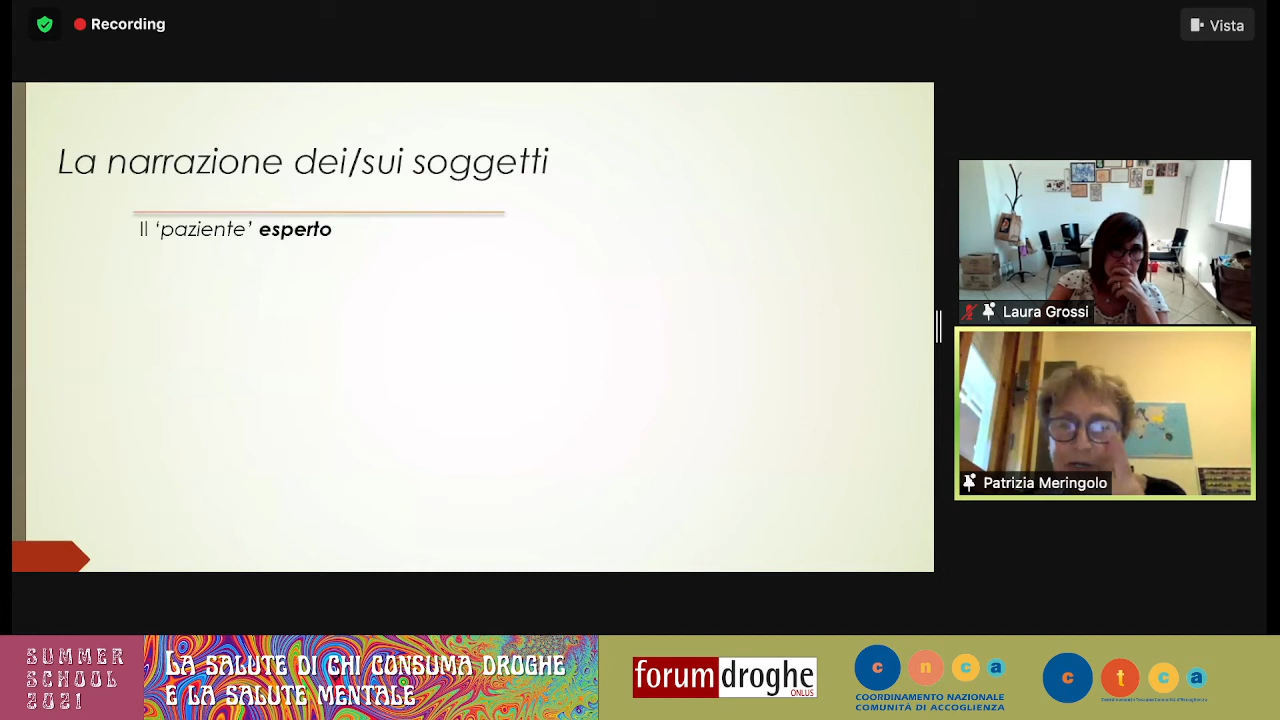 Recording
Vista
La narrazione dei/sui soggetti
Il ‘paziente’ esperto
Laura Grossi
Patrizia Meringolo
SUMMER
SCHOOL
2021
LA SALUTE DI CHI CONSUMA DROGHE
E LA SALUTE MENTALE
forumdroghe
ONLUS
c n c a
COORDINAMENTO NAZIONALE
COMUNITÀ DI ACCOGLIENZA
c t c a